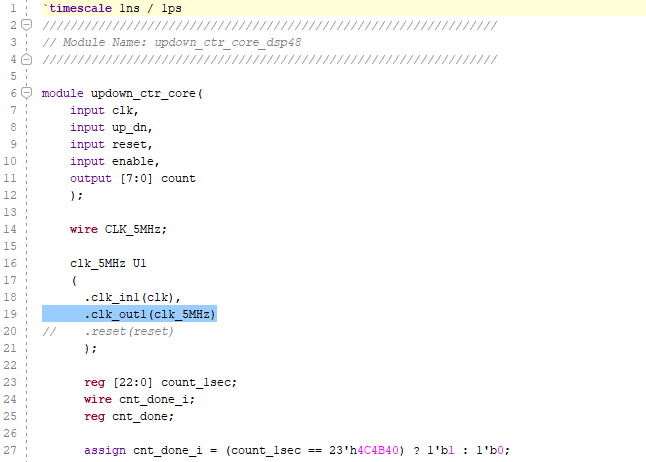 1 `timescale 1ns / 1ps
2 /////////////////////////////////////////////////////////////////
3 // Module Name: updown_ctr_core_dsp48
4 /////////////////////////////////////////////////////////////////
5
6 module updown_ctr_core(
7 input clk,
8 input up_dn,
9 input reset,
10 input enable,
11 output [7:0] count
12 );
13
14 wire CLK_5MHz;
15
16 clk_5MHz U1
17 (
18 .clk_in1(clk),
19 .clk_out1(clk_5MHz)
20 // .reset(reset)
21 );
22
23 reg [22:0] count_1sec;
24 wire cnt_done_i;
25 reg cnt_done;
26
27 assign cnt_done_i = (count_1sec == 23'h4C4B40) ? 1'b1 : 1'b0;